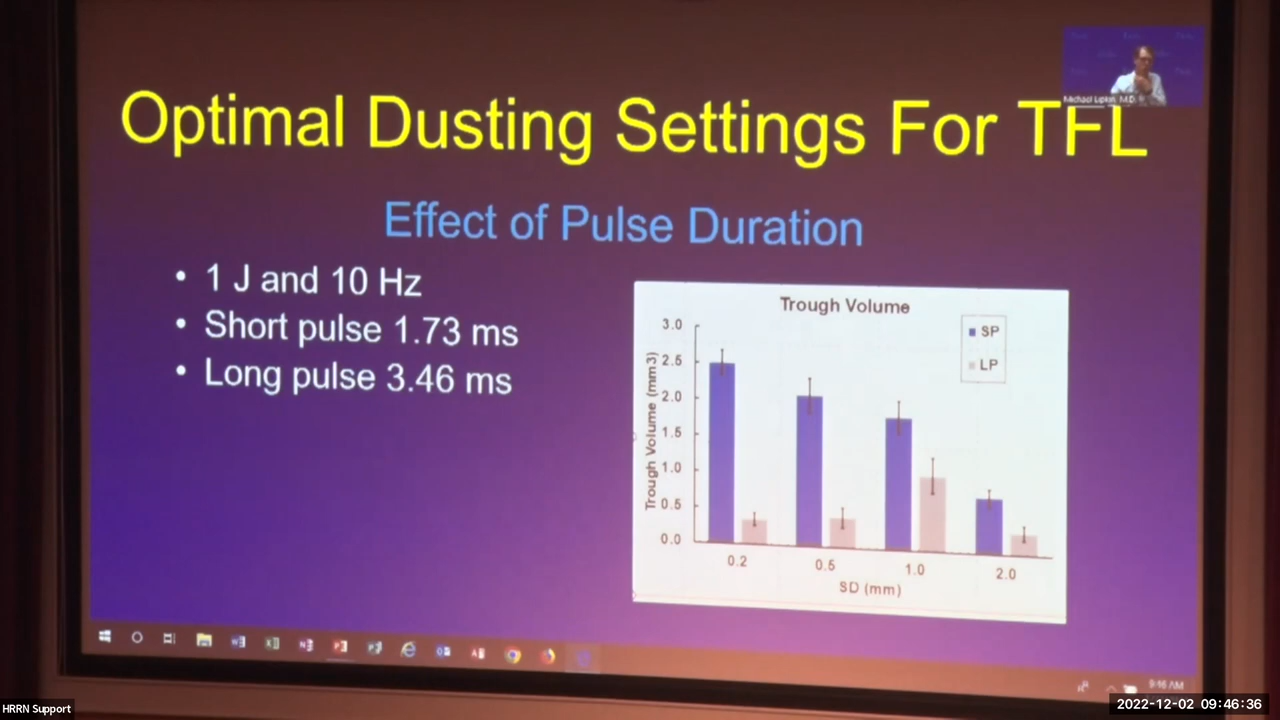 Michael Lipkin, M.D.
Optimal Dusting Settings For TFL
Effect of Pulse Duration
• 1 J and 10 Hz
• Short pulse 1.73 ms
• Long pulse 3.46 ms
Trough Volume
SP
LP
Trough Volume (mm3)
3.0
2.5
2.0
1.5
1.0
0.5
0.0
0.2 0.5 1.0 2.0
SD (mm)
9:46 AM
HRRN Support
2022-12-02 09:46:36